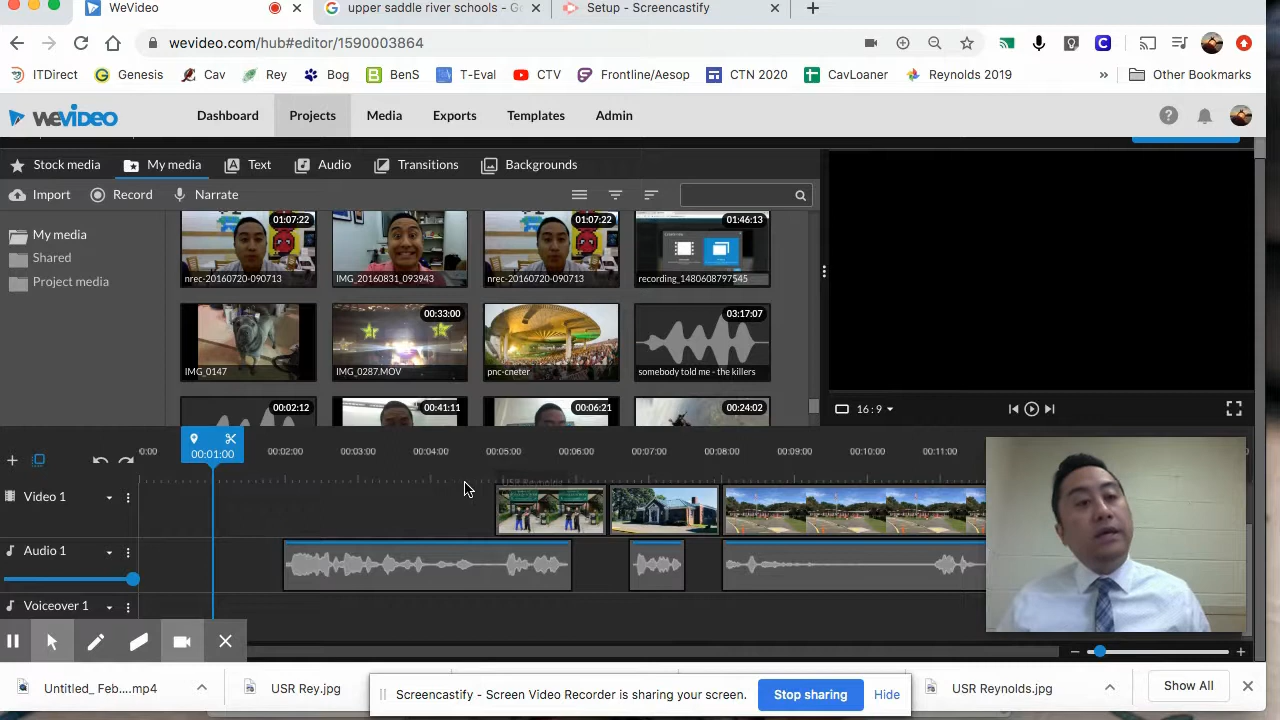 WeVideo
upper saddle river schools - G
Setup - Screencastify
wevideo.com/hub#editor/1590003864
ITDirect
Genesis
Cav
Rey
Bog
BenS
T-Eval
CTV
Frontline/Aesop
CTN 2020
CavLoaner
Reynolds 2019
»
Other Bookmarks
WEVIDEO
Dashboard
Projects
Media
Exports
Templates
Admin
Stock media
My media
Text
Audio
Transitions
Backgrounds
Import
Record
Narrate
My media
Shared
Project media
01:07:22
01:07:22
01:46:13
nrec-20160720-090713
IMG_20160831_093943
nrec-20160720-090713
recording_1480608797545
00:33:00
03:17:07
IMG_0147
IMG_0287.MOV
pnc-cneter
somebody told me - the killers
00:02:12
00:41:11
00:06:21
00:24:02
16:9
0:00
00:01:00
00:02:00
00:03:00
00:04:00
00:05:00
00:06:00
00:07:00
00:08:00
00:09:00
00:10:00
00:11:00
Video 1
Audio 1
Voiceover 1
Untitled_ Feb....mp4
USR Rey.jpg
Screencastify - Screen Video Recorder is sharing your screen.
Stop sharing
Hide
USR Reynolds.jpg
Show All